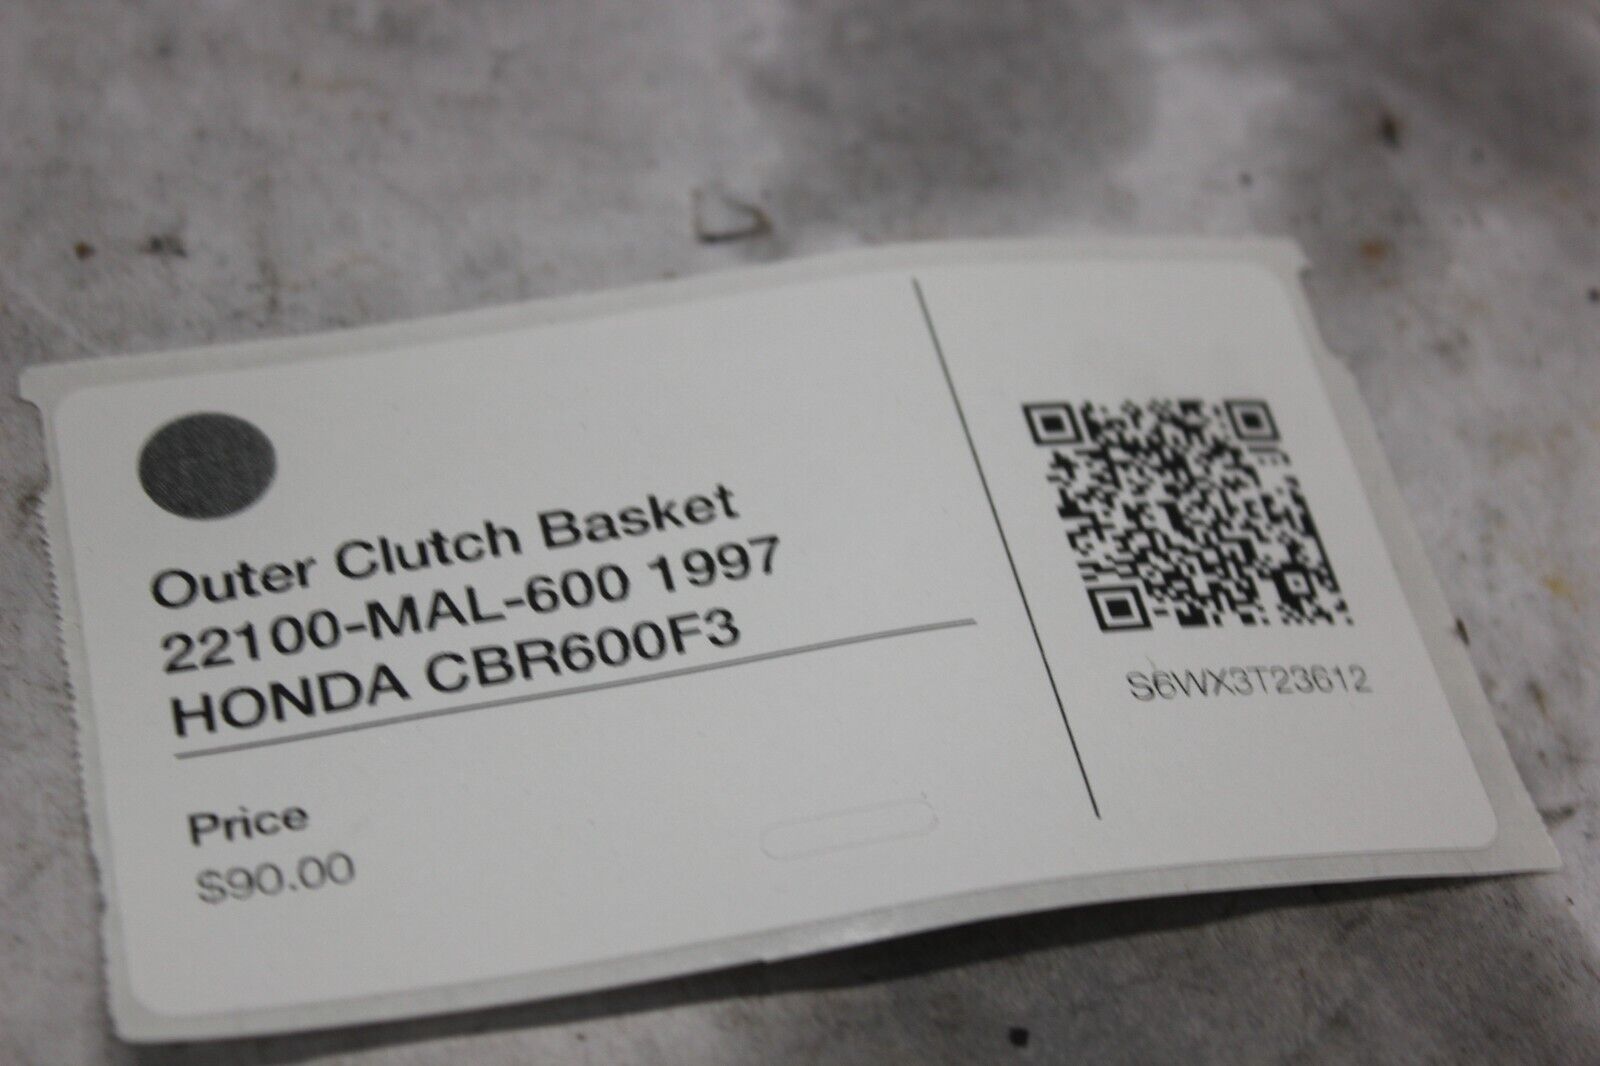 Outer Clutch Basket
22100-MAL-600 1997
HONDA CBR600F3
Price
$90.00
S6WX3T23612